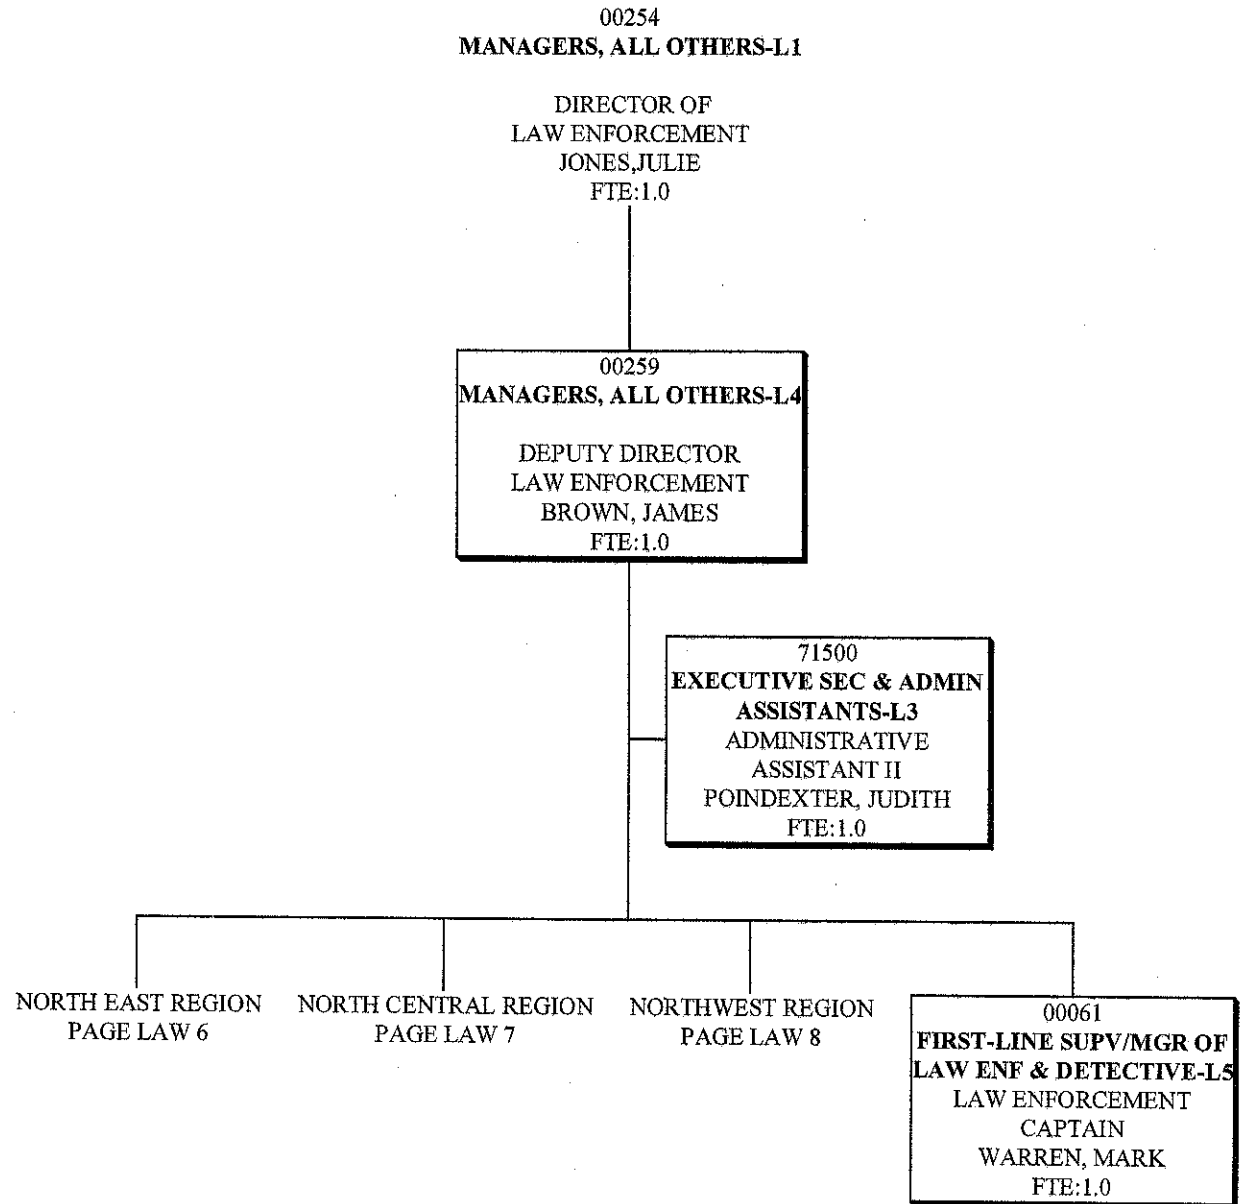 00254
MANAGERS, ALL OTHERS-L1
DIRECTOR OF
LAW ENFORCEMENT
JONES,JULIE
FTE:1.0
00259
MANAGERS, ALL OTHERS-L4
DEPUTY DIRECTOR
LAW ENFORCEMENT
BROWN, JAMES
FTE:1.0
71500
EXECUTIVE SEC & ADMIN
ASSISTANTS-L3
ADMINISTRATIVE
ASSISTANT II
POINDEXTER, JUDITH
FTE:1.0
NORTH EAST REGION
PAGE LAW 6
NORTH CENTRAL REGION
PAGE LAW 7
NORTHWEST REGION
PAGE LAW 8
00061
FIRST-LINE SUPV/MGR OF
LAW ENF & DETECTIVE-L5
LAW ENFORCEMENT
CAPTAIN
WARREN, MARK
FTE:1.0